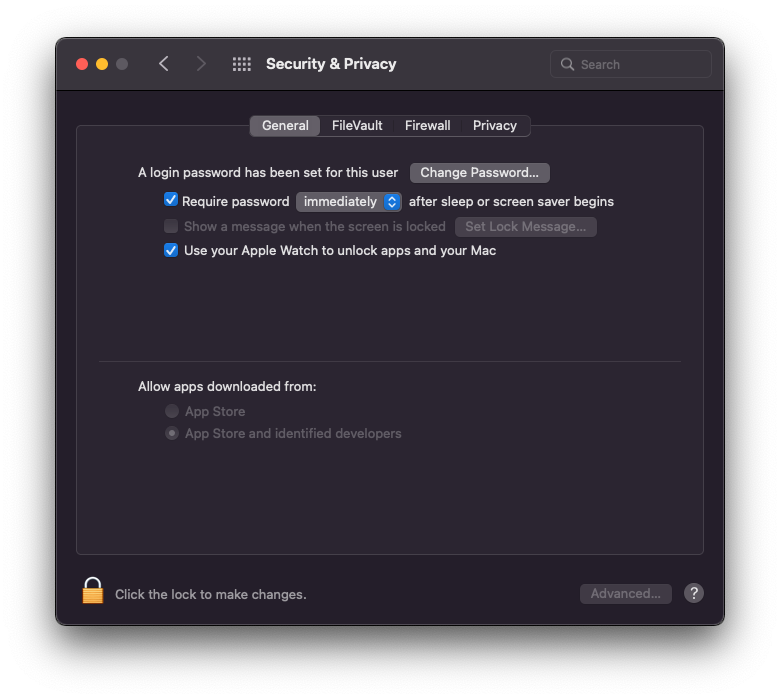 Security & Privacy
Search
General FileVault Firewall Privacy
A login password has been set for this user Change Password...
Require password immediately after sleep or screen saver begins
Show a message when the screen is locked Set Lock Message...
Use your Apple Watch to unlock apps and your Mac
Allow apps downloaded from:
App Store
App Store and identified developers
Click the lock to make changes.
Advanced... ?